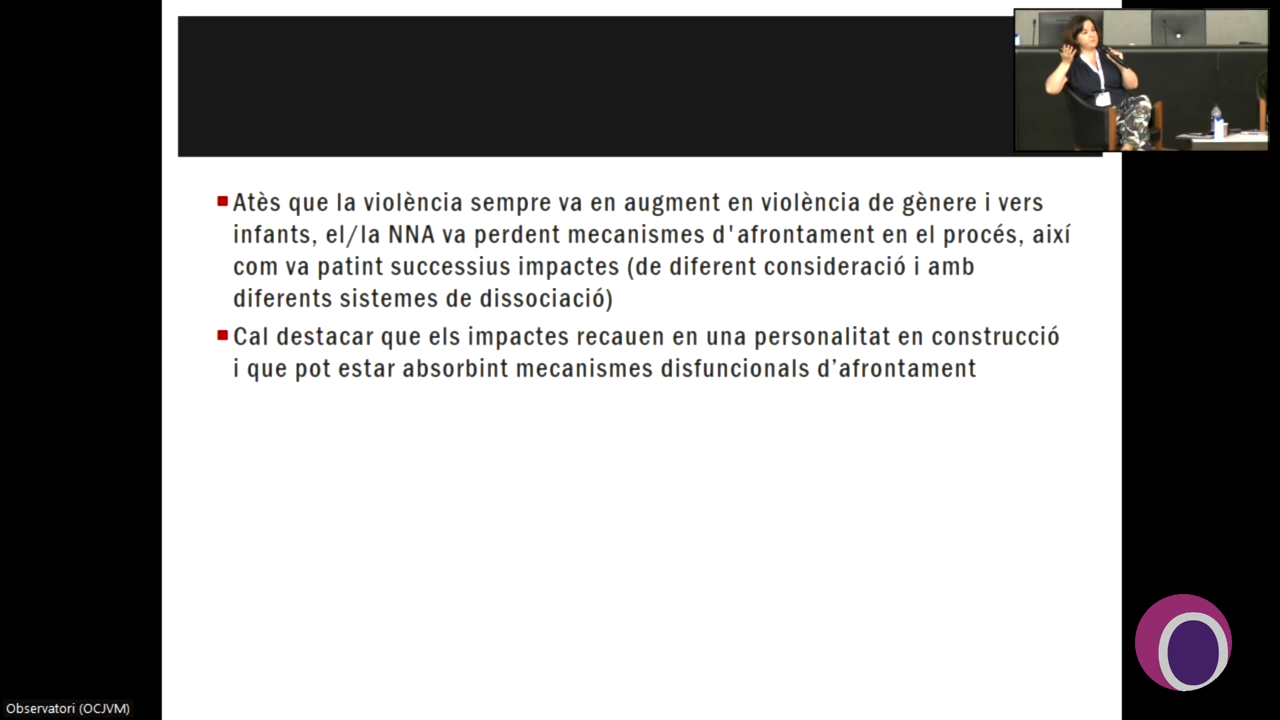 Atès que la violència sempre va en augment en violència de gènere i vers
infants, el/la NNA va perdent mecanismes d'afrontament en el procés, així
com va patint successius impactes (de diferent consideració i amb
diferents sistemes de dissociació)
Cal destacar que els impactes recauen en una personalitat en construcció
i que pot estar absorbint mecanismes disfuncionals d’afrontament
Observatori (OCJVM)